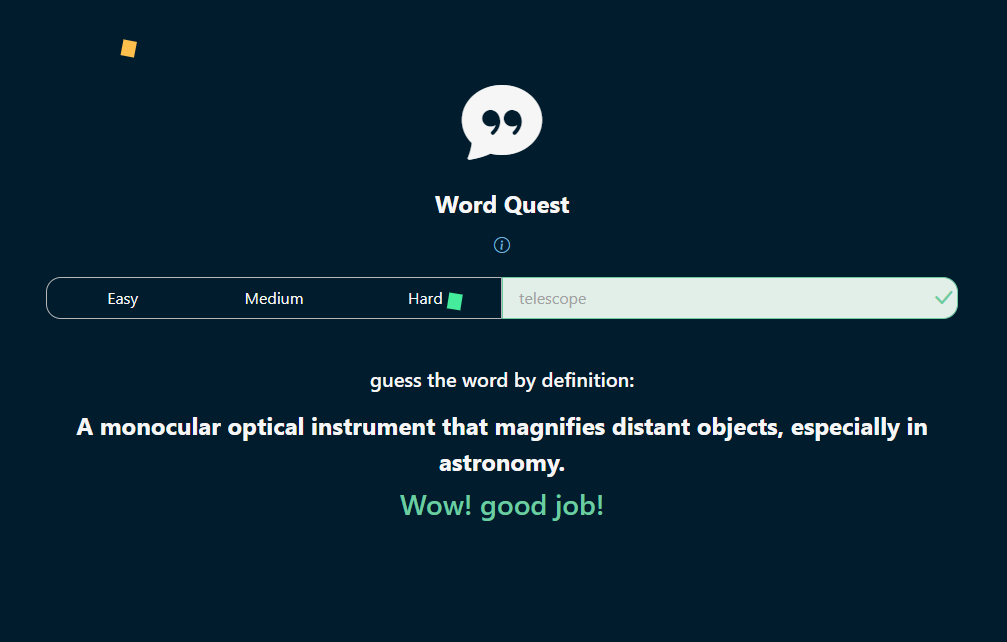 Word Quest
Easy Medium Hard telescope
guess the word by definition:
A monocular optical instrument that magnifies distant objects, especially in
astronomy.
Wow! good job!